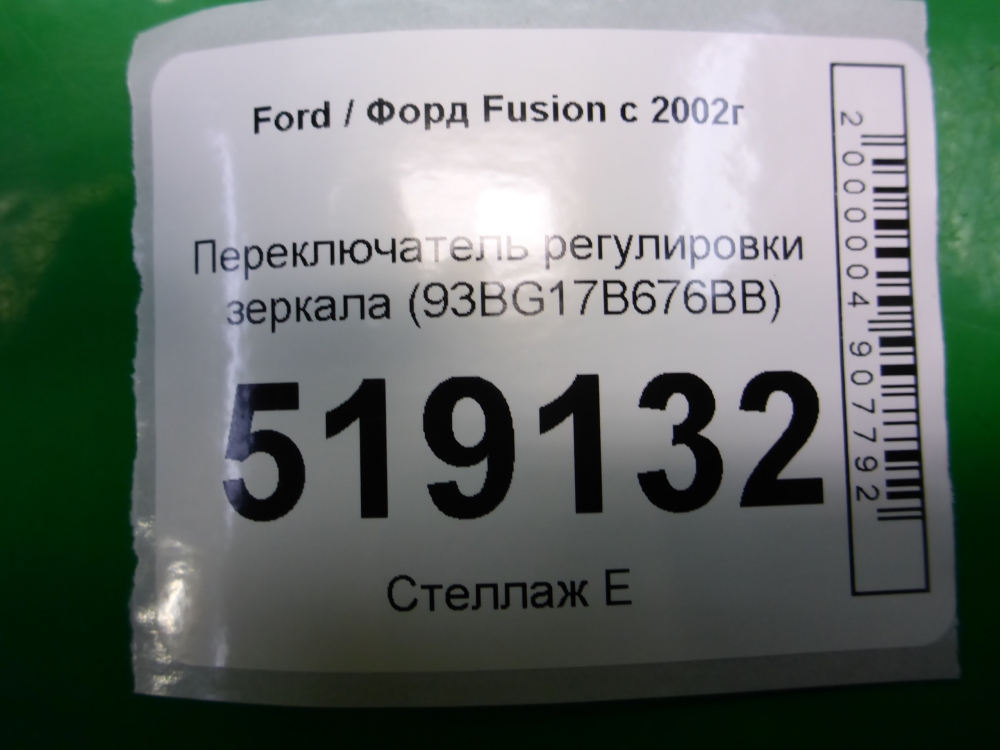 Ford / Форд Fusion с 2002г
Переключатель регулировки
зеркала (93BG17B676BB)
519132
Стеллаж Е
2000004907792